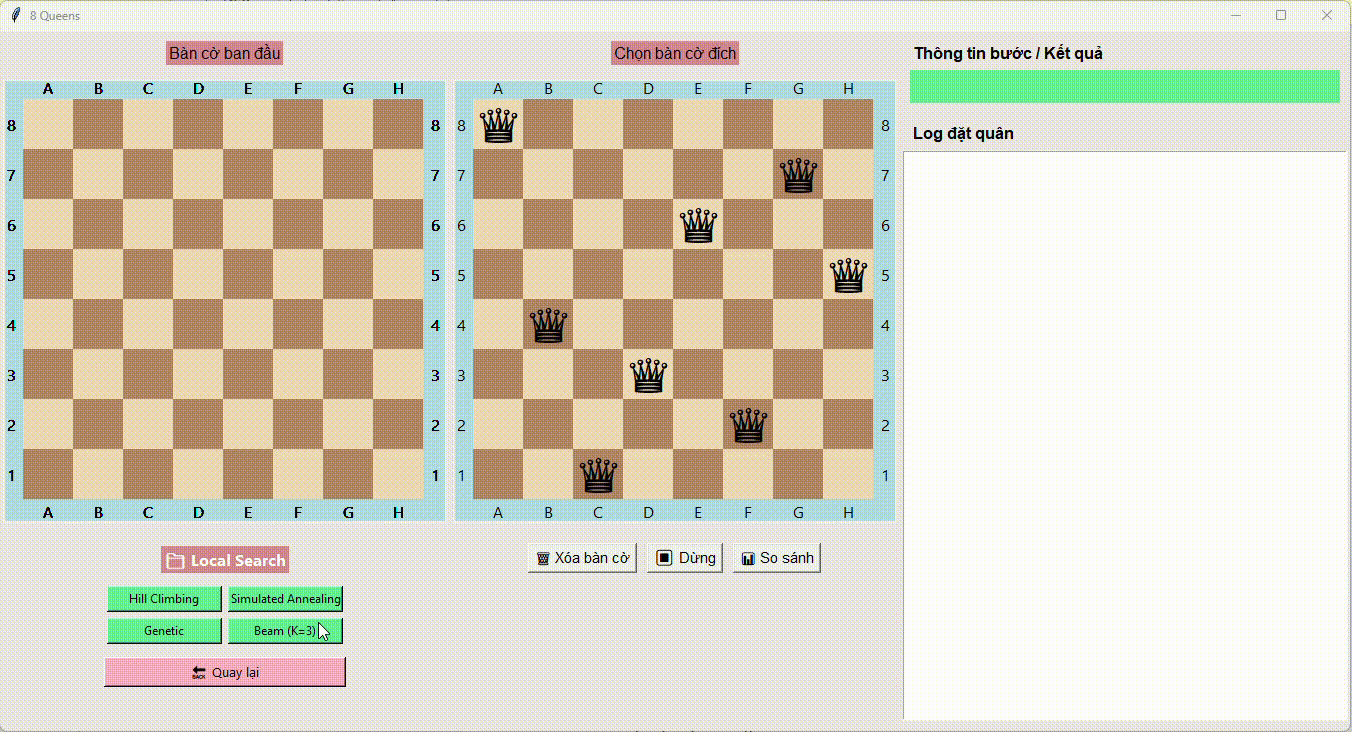 8 Queens
Bàn cờ ban đầu
Chọn bàn cờ đích
Thông tin bước / Kết quả
Log đặt quân
A B C D E F G H
8 8
7 7
6 6
5 5
4 4
3 3
2 2
1 1
A B C D E F G H
A B C D E F G H
8 8
7 7
6 6
5 5
4 4
3 3
2 2
1 1
A B C D E F G H
Xóa bàn cờ
Dừng
So sánh
Local Search
Hill Climbing
Simulated Annealing
Genetic
Beam (K=3)
BACK Quay lại